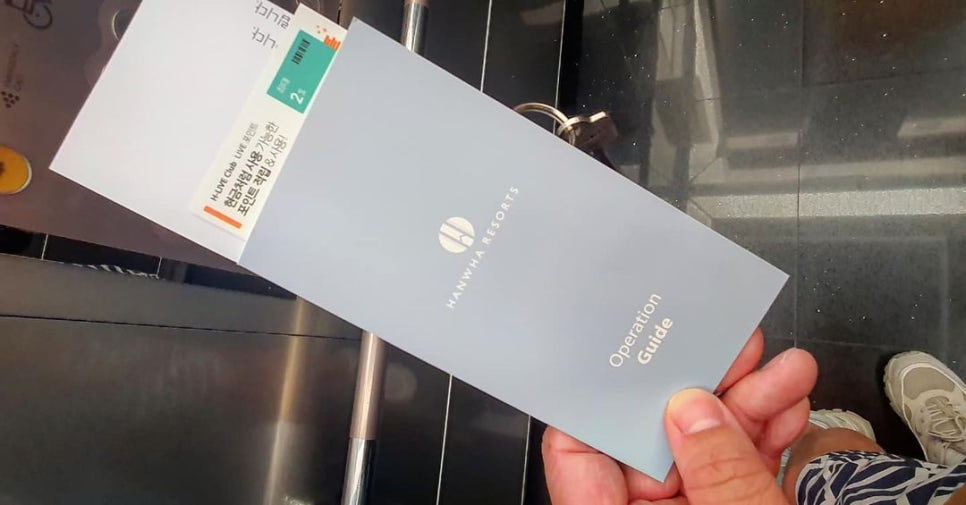 H-LIVE Club LIVE 포인트
현금처럼 사용 가능한
포인트 적립 & 사용!
HANWHA RESORTS
Operation
Guide